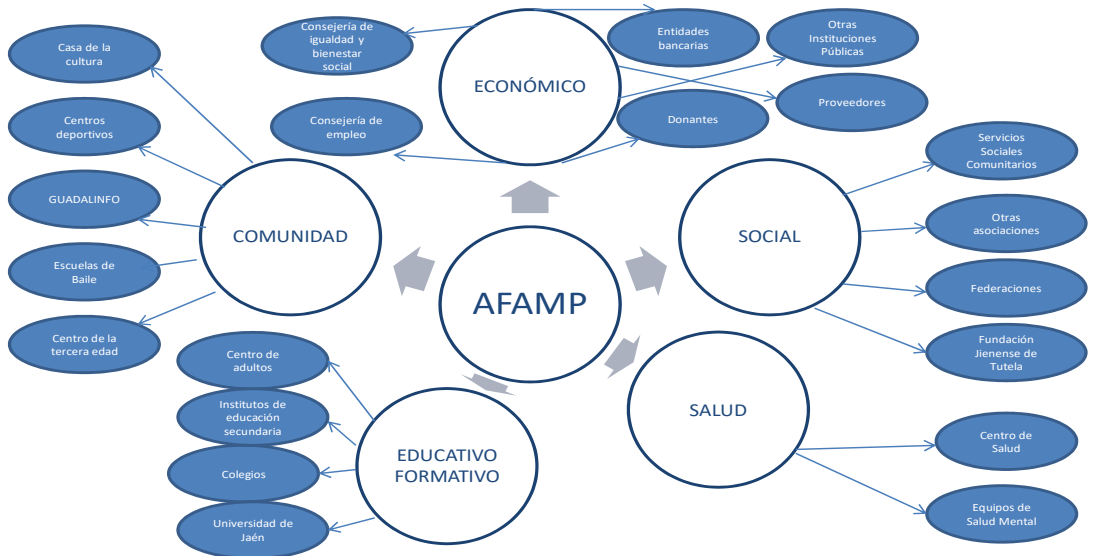 Consejería de
igualdad y
bienestar
social
Entidades
bancarias
Otras
Instituciones
Públicas
ECONÓMICO
Proveedores
Consejería de
empleo
Donantes
Casa de la
cultura
Centros
deportivos
GUADALINFO
Escuelas de
Baile
Centro de la
tercera edad
COMUNIDAD
AFAMP
SOCIAL
Servicios
Sociales
Comunitarios
Otras
asociaciones
Federaciones
Fundación
Jienense de
Tutela
SALUD
Centro de
Salud
Equipos de
Salud Mental
EDUCATIVO
FORMATIVO
Centro de
adultos
Institutos de
educación
secundaria
Colegios
Universidad de
Jaén